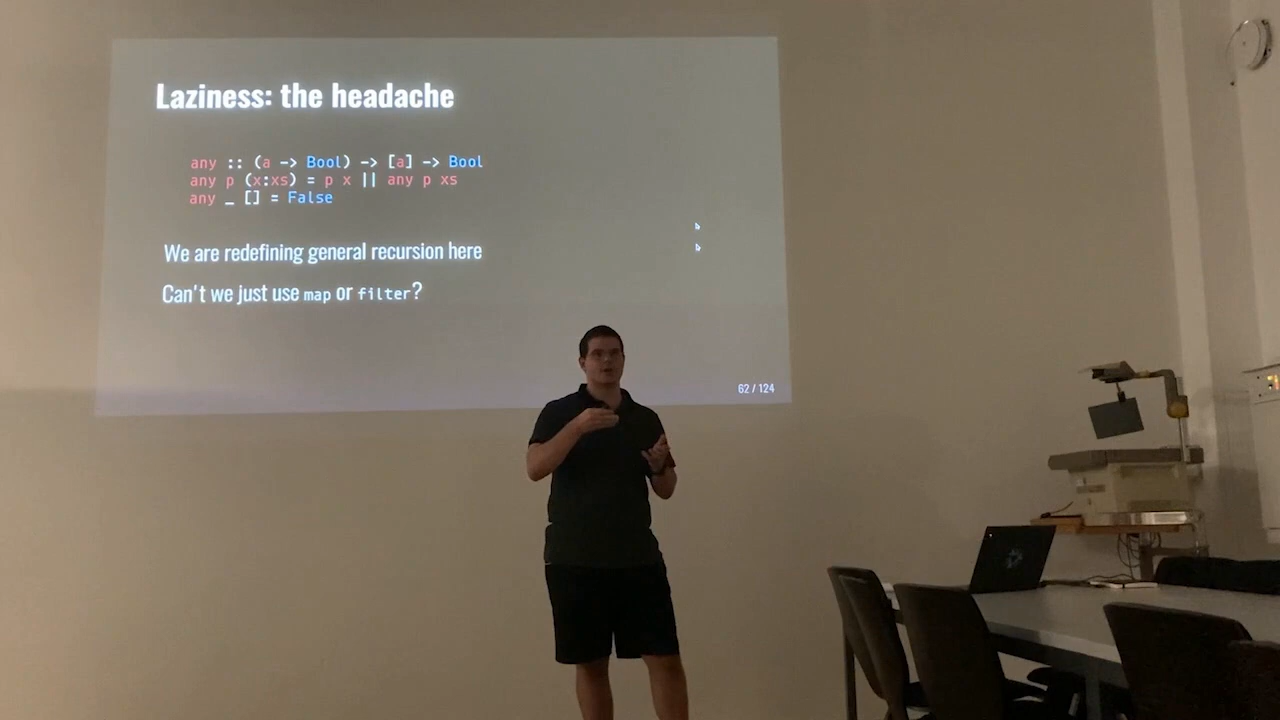 Laziness: the headache
any :: (a -> Bool) -> [a] -> Bool
any p (x:xs) = p x || any p xs
any _ [] = False
We are redefining general recursion here
Can't we just use map or filter?
62 / 124